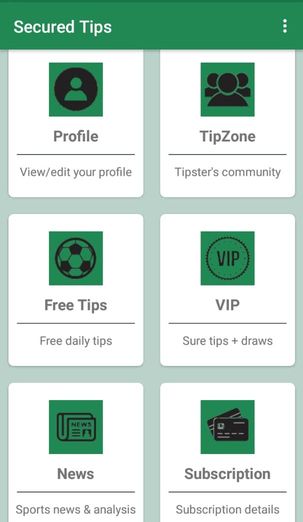 Secured Tips
Profile
View/edit your profile
TipZone
Tipster's community
Free Tips
Free daily tips
VIP
VIP
Sure tips + draws
NEWS
News
Sports news & analysis
Subscription
Subscription details